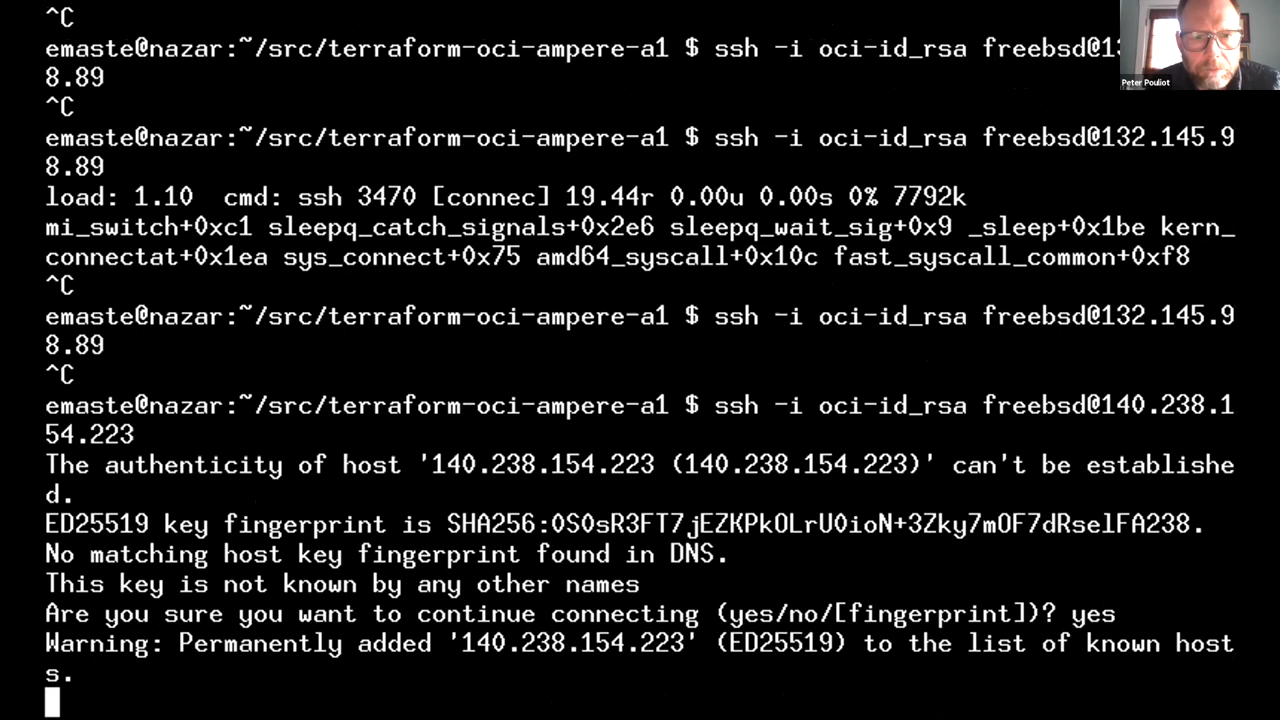 ^C
emaste@nazar:~/src/terraform-oci-ampere-a1 $ ssh -i oci-id_rsa freebsd@13
8.89
^C
emaste@nazar:~/src/terraform-oci-ampere-a1 $ ssh -i oci-id_rsa freebsd@132.145.9
8.89
load: 1.10  cmd: ssh 3470 [connec] 19.44r 0.00u 0.00s 0% 7792k
mi_switch+0xc1 sleepq_catch_signals+0x2e6 sleepq_wait_sig+0x9 _sleep+0x1be kern_
connectat+0x1ea sys_connect+0x75 amd64_syscall+0x10c fast_syscall_common+0xf8
^C
emaste@nazar:~/src/terraform-oci-ampere-a1 $ ssh -i oci-id_rsa freebsd@132.145.9
8.89
^C
emaste@nazar:~/src/terraform-oci-ampere-a1 $ ssh -i oci-id_rsa freebsd@140.238.1
54.223
The authenticity of host '140.238.154.223 (140.238.154.223)' can't be establishe
d.
ED25519 key fingerprint is SHA256:0S0sR3FT7jEZKPkOLrU0ioN+3Zky7mOF7dRselFA238.
No matching host key fingerprint found in DNS.
This key is not known by any other names
Are you sure you want to continue connecting (yes/no/[fingerprint])? yes
Warning: Permanently added '140.238.154.223' (ED25519) to the list of known host
s.
Peter Pouliot